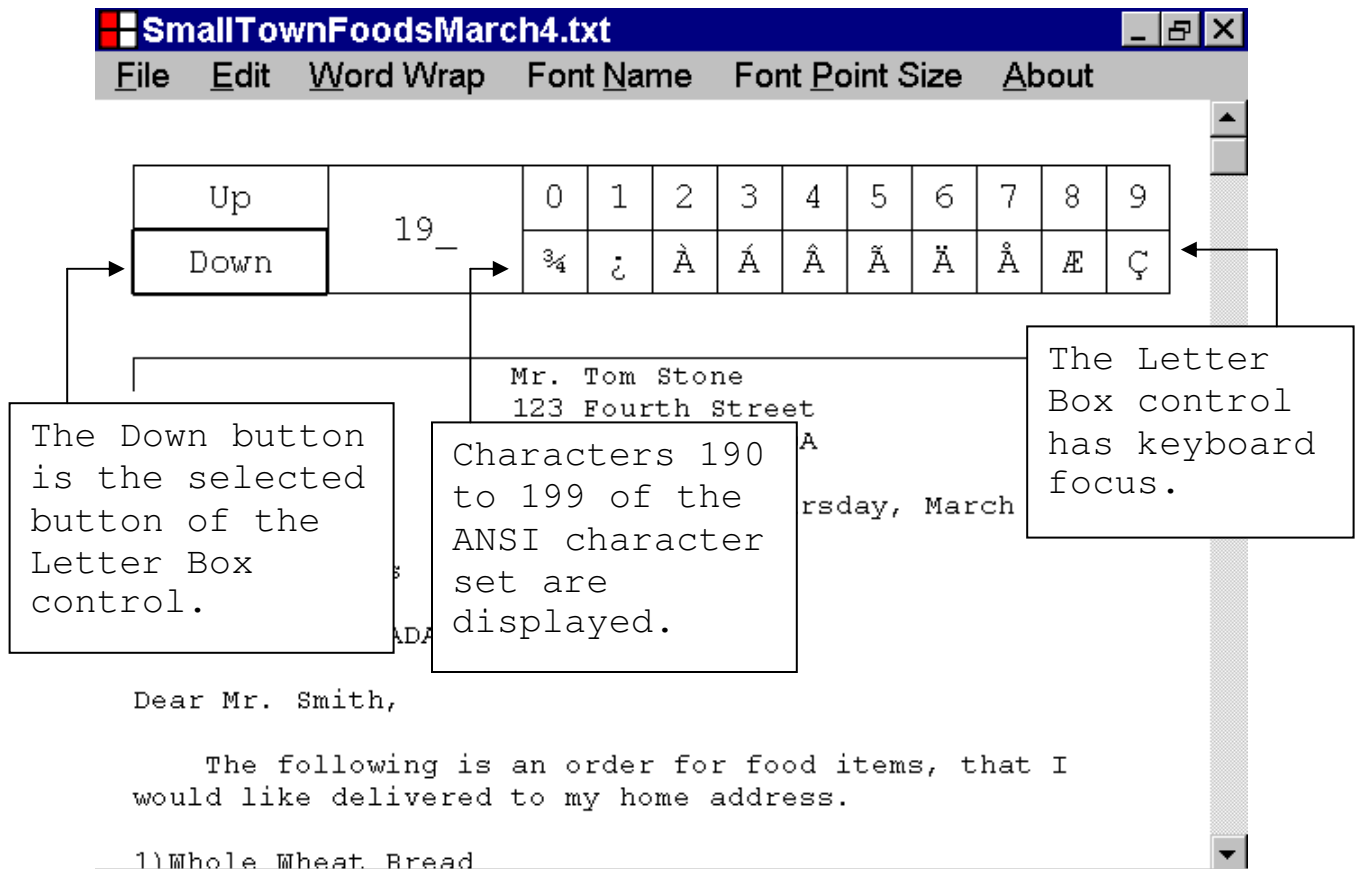 SmallTownFoodsMarch4.txt
File Edit Word Wrap Font Name Font Point Size About
Up 19_ 0 1 2 3 4 5 6 7 8 9
Down ¾ ¿ À Á Â Ã Ä Å Æ Ç
Mr. Tom Stone
123 Fourth Street
A
rsday, March
s
ADA
The Down button
is the selected
button of the
Letter Box
control.
Characters 190
to 199 of the
ANSI character
set are
displayed.
The Letter
Box control
has keyboard
focus.
Dear Mr. Smith,
The following is an order for food items, that I
would like delivered to my home address.
1)Whole Wheat Bread